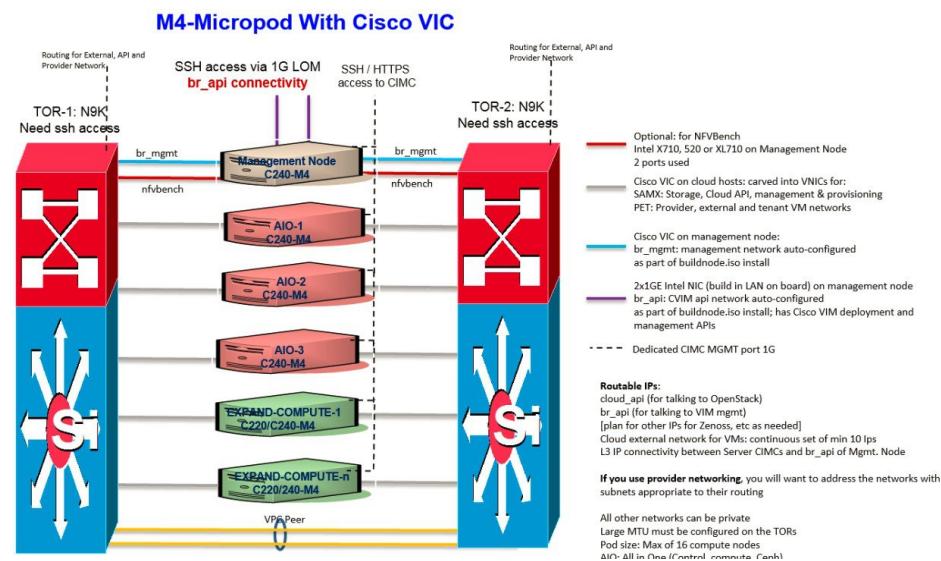 M4-Micropod With Cisco VIC
Routing for External, API and
Provider Network
SSH access via 1G LOM
br_api connectivity
SSH / HTTPS
access to CIMC
Routing for External, API and
Provider Network
TOR-1: N9K
Need ssh access
TOR-2: N9K
Need ssh access
br_mgmt
Management Node
C240-M4
br_mgmt
nfvbench
nfvbench
AIO-1
C240-M4
AIO-2
C240-M4
AIO-3
C240-M4
EXPAND-COMPUTE-1
C220/C240-M4
EXPAND-COMPUTE-n
C220/240-M4
Si
Si
VPC Peer
Optional: for NFVBench
Intel X710, 520 or XL710 on Management Node
2 ports used
Cisco VIC on cloud hosts: carved into VNICs for:
SAMX: Storage, Cloud API, management & provisioning
PET: Provider, external and tenant VM networks
Cisco VIC on management node:
br_mgmt: management network auto-configured
as part of buildnode.iso install
2x1GE Intel NIC (build in LAN on board) on management node
br_api: CVIM api network auto-configured
as part of buildnode.iso install; has Cisco VIM deployment and
management APIs
Dedicated CIMC MGMT port 1G
Routable IPs:
cloud_api (for talking to OpenStack)
br_api (for talking to VIM mgmt)
[plan for other IPs for Zenoss, etc as needed]
Cloud external network for VMs: continuous set of min 10 Ips
L3 IP connectivity between Server CIMCs and br_api of Mgmt. Node
If you use provider networking, you will want to address the networks with
subnets appropriate to their routing
All other networks can be private
Large MTU must be configured on the TORs
Pod size: Max of 16 compute nodes
AIO: All in One (Control, compute, Ceph)